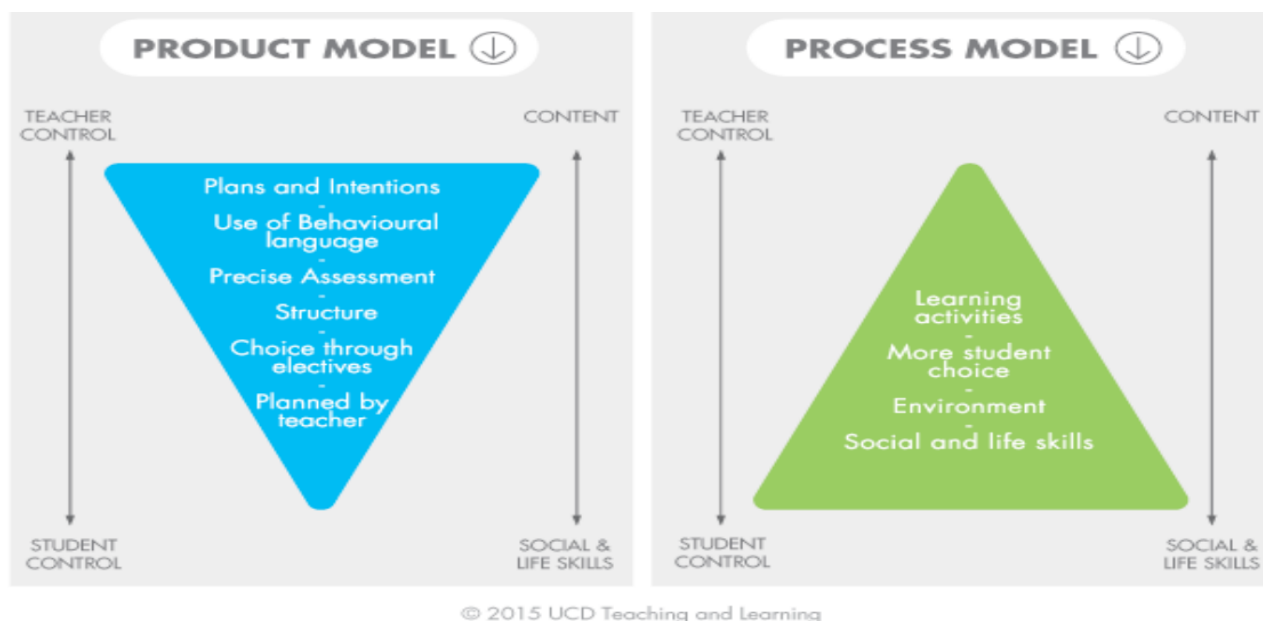 PRODUCT MODEL
TEACHER
CONTROL
CONTENT
Plans and Intentions
-
Use of Behavioural
language
-
Precise Assessment
-
Structure
-
Choice through
electives
-
Planned by
teacher
STUDENT
CONTROL
SOCIAL &
LIFE SKILLS
PROCESS MODEL
TEACHER
CONTROL
CONTENT
Learning
activities
-
More student
choice
-
Environment
-
Social and life skills
STUDENT
CONTROL
SOCIAL &
LIFE SKILLS
© 2015 UCD Teaching and Learning